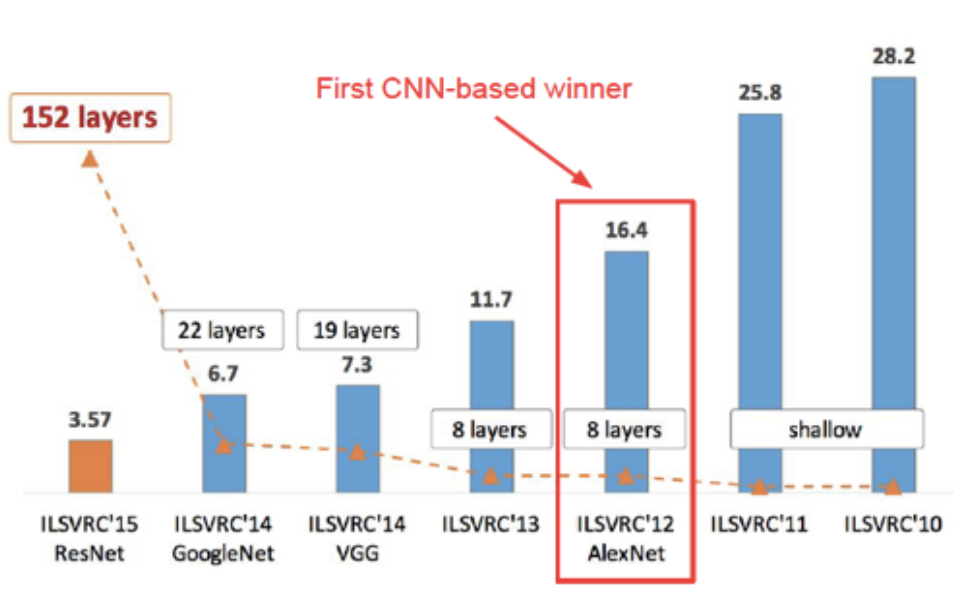 28.2
First CNN-based winner
25.8
152 layers
16.4
11.7
22 layers
19 layers
7.3
6.7
3.57
8 layers
8 layers
shallow
ILSVRC'15
ResNet
ILSVRC'14
GoogleNet
ILSVRC'14
VGG
ILSVRC'13
ILSVRC'12
AlexNet
ILSVRC'11
ILSVRC'10